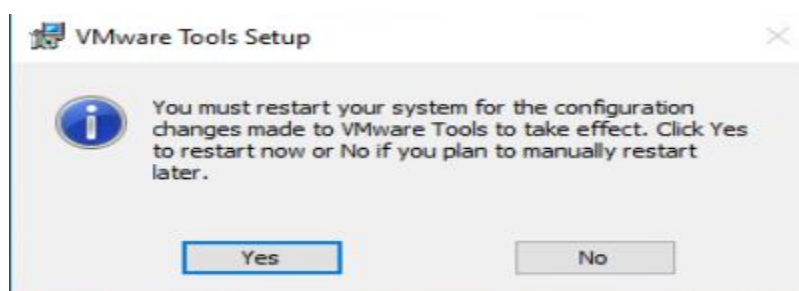 VMware Tools Setup
You must restart your system for the configuration
changes made to VMware Tools to take effect. Click Yes
to restart now or No if you plan to manually restart
later.
Yes
No